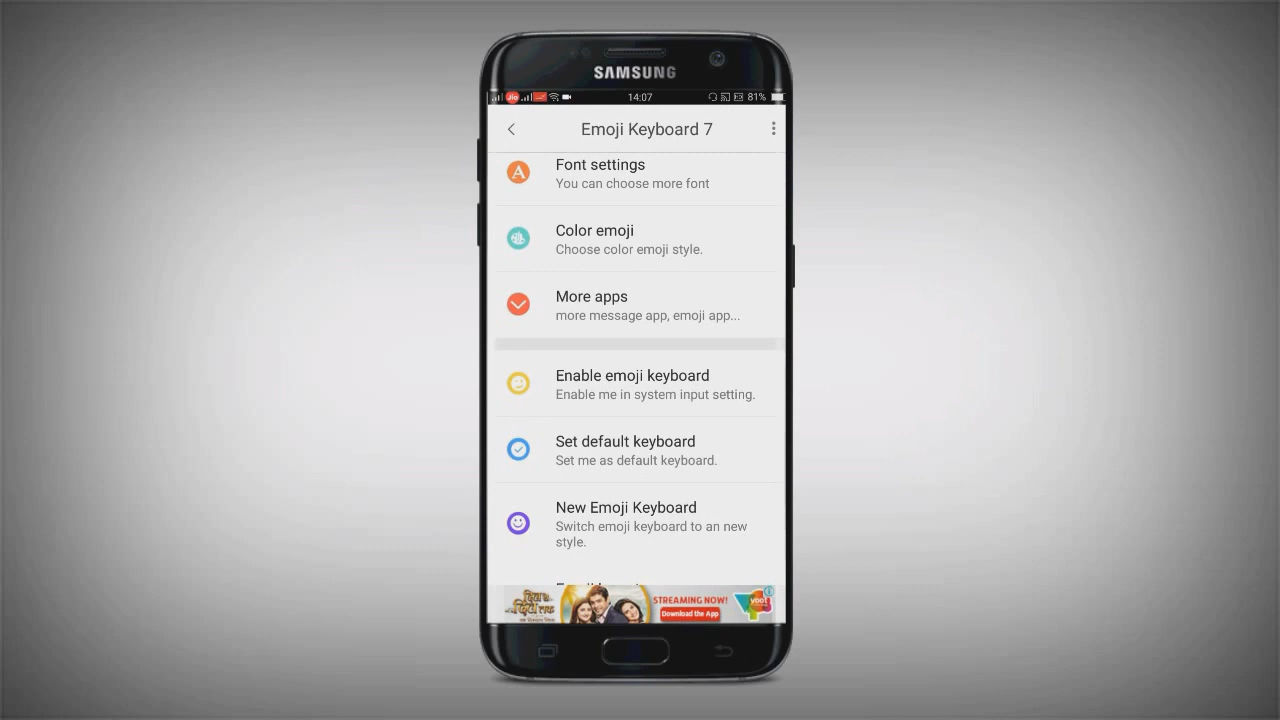 SAMSUNG
Jio
14:07
81%
Emoji Keyboard 7
Font settings
You can choose more font
Color emoji
Choose color emoji style.
More apps
more message app, emoji app...
Enable emoji keyboard
Enable me in system input setting.
Set default keyboard
Set me as default keyboard.
New Emoji Keyboard
Switch emoji keyboard to an new
style.
STREAMING NOW!
Download the App
voot